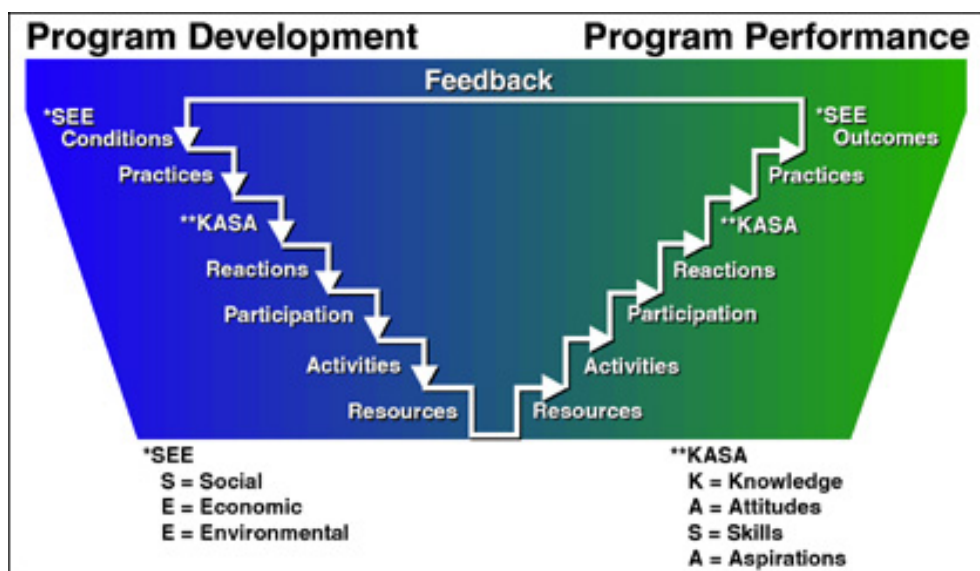 Program Development
Program Performance
Feedback
*SEE
Conditions
Practices
**KASA
Reactions
Participation
Activities
Resources
*SEE
Outcomes
Practices
**KASA
Reactions
Participation
Activities
Resources
*SEE
S = Social
E = Economic
E = Environmental
**KASA
K = Knowledge
A = Attitudes
S = Skills
A = Aspirations